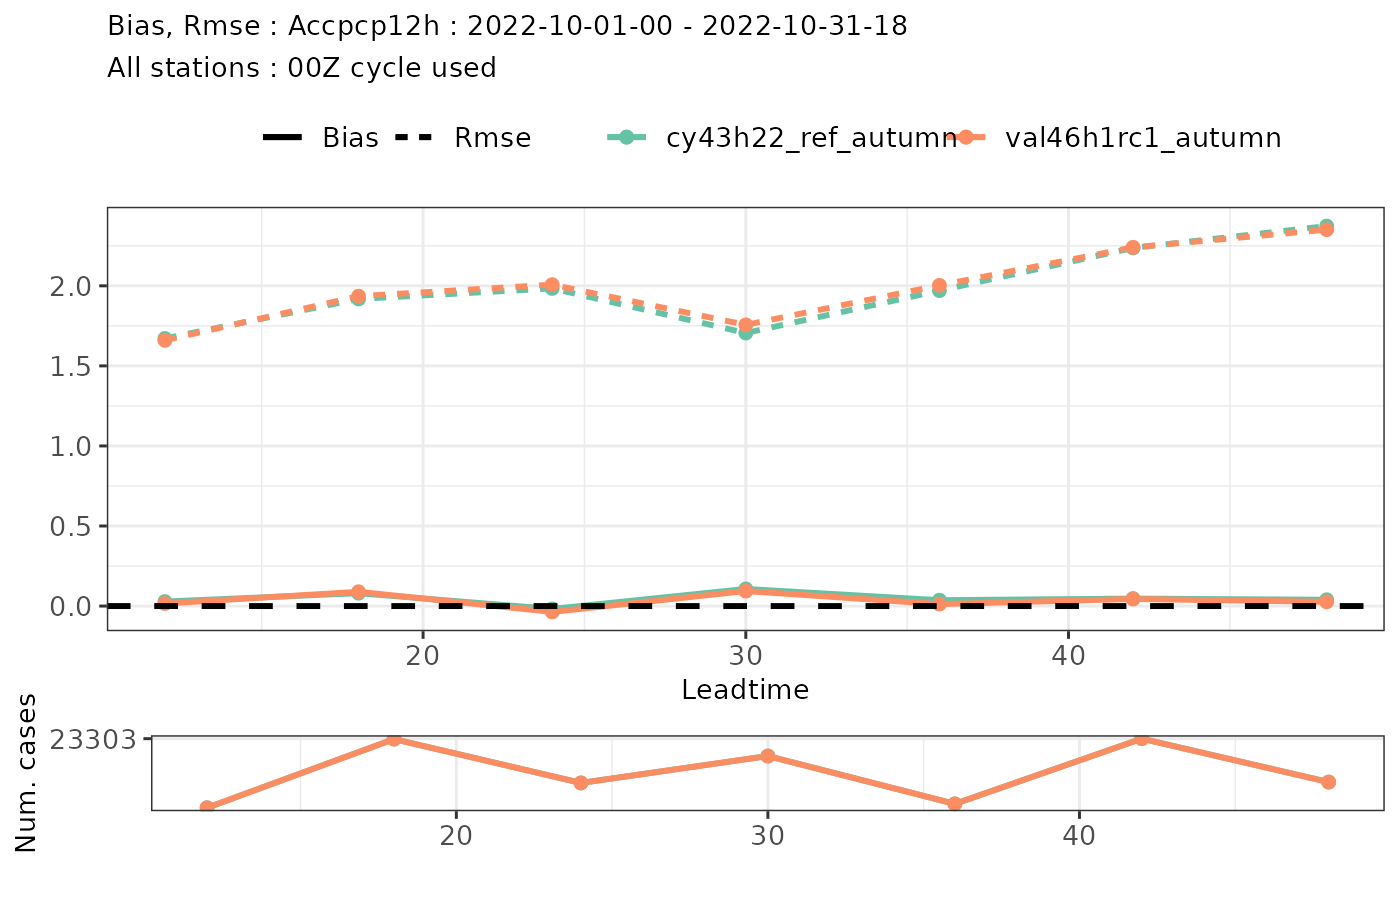 Bias, Rmse : Accpcp12h : 2022-10-01-00 - 2022-10-31-18
All stations : 00Z cycle used
Bias Rmse cy43h22_ref_autumn val46h1rc1_autumn
2.0
1.5
1.0
0.5
0.0
20 30 40
Leadtime
Num. cases
23303
20 30 40